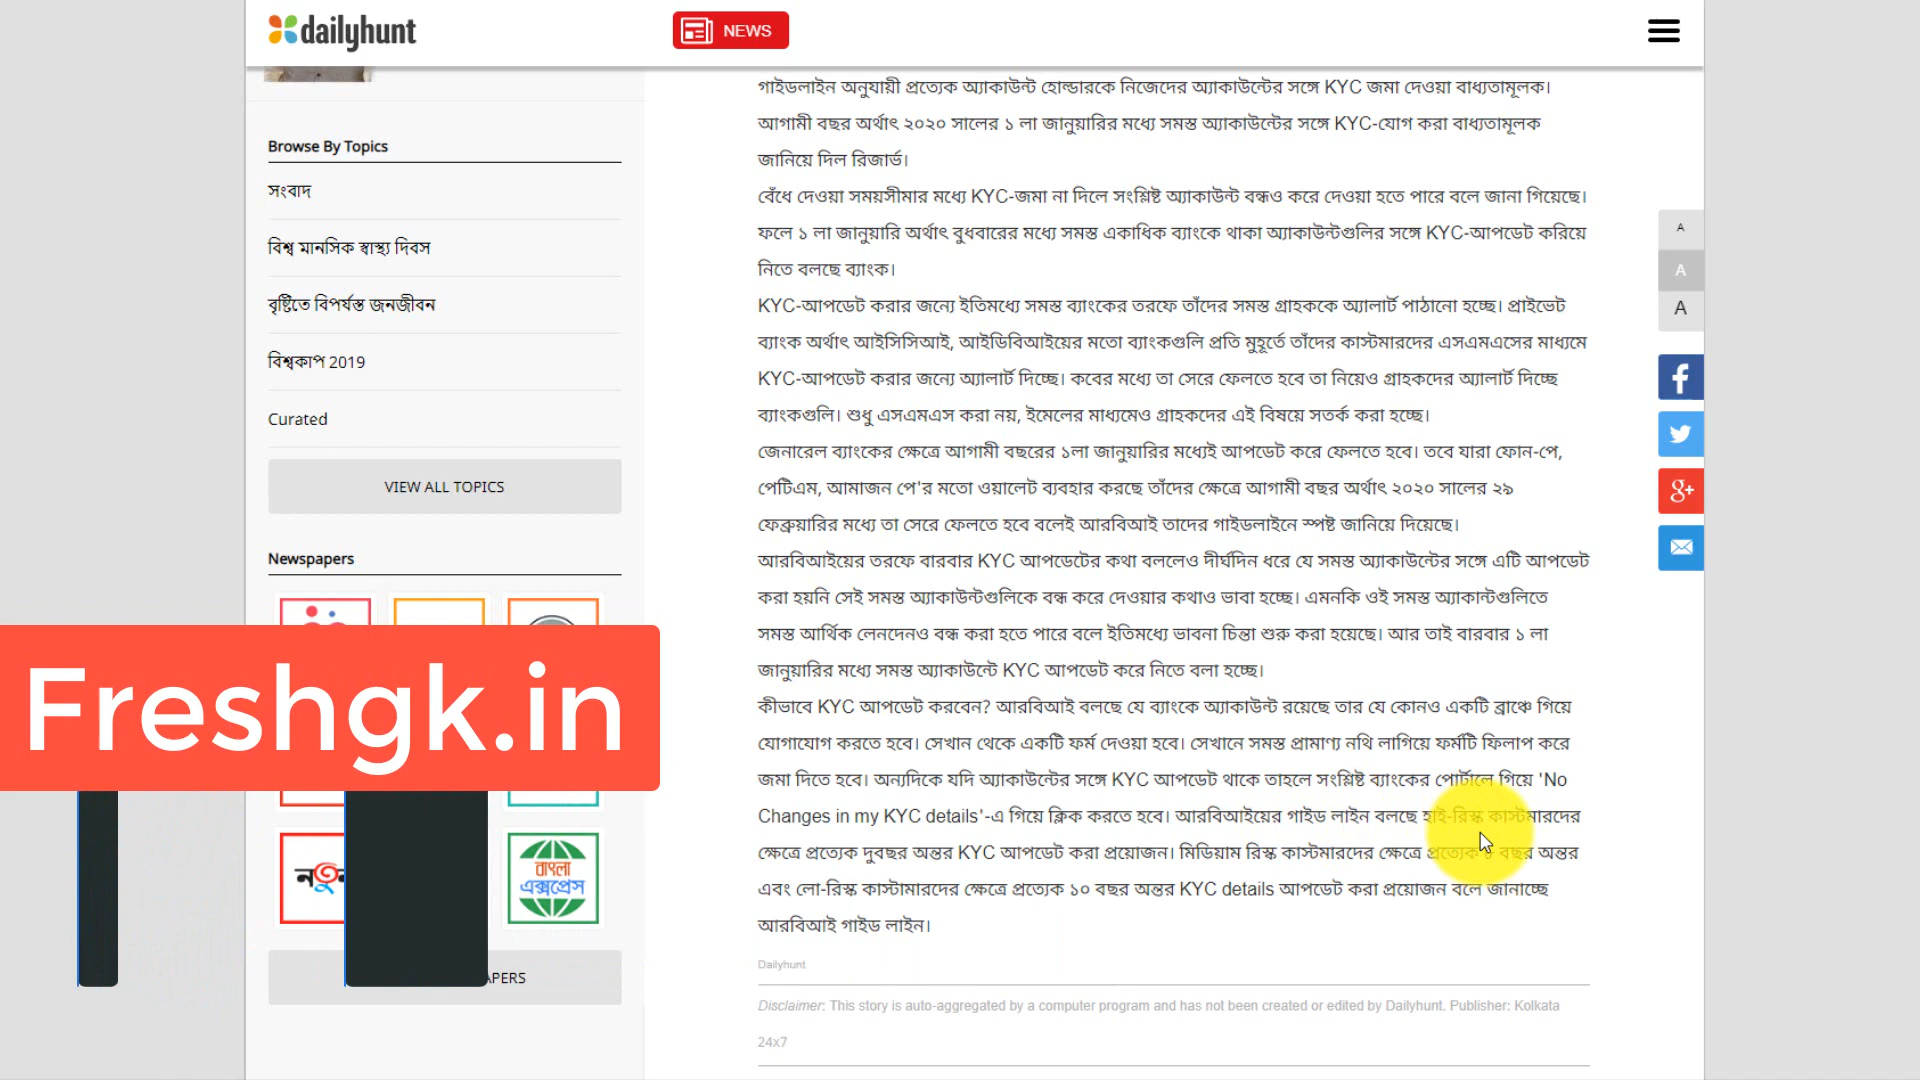 dailyhunt
NEWS
Browse By Topics
সংবাদ
বিশ্ব মানসিক স্বাস্থ্য দিবস
বৃষ্টিতে বিপর্যস্ত জনজীবন
বিশ্বকাপ 2019
Curated
VIEW ALL TOPICS
Newspapers
Freshgk.in
বাংলা
এক্সপ্রেস
APERS
গাইডলাইন অনুযায়ী প্রত্যেক অ্যাকাউন্ট হোল্ডারকে নিজেদের অ্যাকাউন্টের সঙ্গে KYC জমা দেওয়া বাধ্যতামূলক।
আগামী বছর অর্থাৎ ২০২০ সালের ১ লা জানুয়ারির মধ্যে সমস্ত অ্যাকাউন্টের সঙ্গে KYC-যোগ করা বাধ্যতামূলক
জানিয়ে দিল রিজার্ভ।
বেঁধে দেওয়া সময়সীমার মধ্যে KYC-জমা না দিলে সংশ্লিষ্ট অ্যাকাউন্ট বন্ধও করে দেওয়া হতে পারে বলে জানা গিয়েছে।
ফলে ১ লা জানুয়ারি অর্থাৎ বুধবারের মধ্যে সমস্ত একাধিক ব্যাংকে থাকা অ্যাকাউন্টগুলির সঙ্গে KYC-আপডেট করিয়ে
নিতে বলছে ব্যাংক।
KYC-আপডেট করার জন্যে ইতিমধ্যে সমস্ত ব্যাংকের তরফে তাঁদের সমস্ত গ্রাহককে অ্যালার্ট পাঠানো হচ্ছে। প্রাইভেট
ব্যাংক অর্থাৎ আইসিসিআই, আইডিবিআইয়ের মতো ব্যাংকগুলি প্রতি মুহূর্তে তাঁদের কাস্টমারদের এসএমএসের মাধ্যমে
KYC-আপডেট করার জন্যে অ্যালার্ট দিচ্ছে। কবের মধ্যে তা সেরে ফেলতে হবে তা নিয়েও গ্রাহকদের অ্যালার্ট দিচ্ছে
ব্যাংকগুলি। শুধু এসএমএস করা নয়, ইমেলের মাধ্যমেও গ্রাহকদের এই বিষয়ে সতর্ক করা হচ্ছে।
জেনারেল ব্যাংকের ক্ষেত্রে আগামী বছরের ১লা জানুয়ারির মধ্যেই আপডেট করে ফেলতে হবে। তবে যারা ফোন-পে,
পেটিএম, আমাজন পে'র মতো ওয়ালেট ব্যবহার করছে তাঁদের ক্ষেত্রে আগামী বছর অর্থাৎ ২০২০ সালের ২৯
ফেব্রুয়ারির মধ্যে তা সেরে ফেলতে হবে বলেই আরবিআই তাদের গাইডলাইনে স্পষ্ট জানিয়ে দিয়েছে।
আরবিআইয়ের তরফে বারবার KYC আপডেটের কথা বললেও দীর্ঘদিন ধরে যে সমস্ত অ্যাকাউন্টের সঙ্গে এটি আপডেট
করা হয়নি সেই সমস্ত অ্যাকাউন্টগুলিকে বন্ধ করে দেওয়ার কথাও ভাবা হচ্ছে। এমনকি ওই সমস্ত অ্যাকান্টগুলিতে
সমস্ত আর্থিক লেনদেনও বন্ধ করা হতে পারে বলে ইতিমধ্যে ভাবনা চিন্তা শুরু করা হয়েছে। আর তাই বারবার ১ লা
জানুয়ারির মধ্যে সমস্ত অ্যাকাউন্টে KYC আপডেট করে নিতে বলা হচ্ছে।
কীভাবে KYC আপডেট করবেন? আরবিআই বলছে যে ব্যাংকে অ্যাকাউন্ট রয়েছে তার যে কোনও একটি ব্রাঞ্চে গিয়ে
যোগাযোগ করতে হবে। সেখান থেকে একটি ফর্ম দেওয়া হবে। সেখানে সমস্ত প্রামাণ্য নথি লাগিয়ে ফর্মটি ফিলাপ করে
জমা দিতে হবে। অন্যদিকে যদি অ্যাকাউন্টের সঙ্গে KYC আপডেট থাকে তাহলে সংশ্লিষ্ট ব্যাংকের পোর্টালে গিয়ে 'No
Changes in my KYC details'-এ গিয়ে ক্লিক করতে হবে। আরবিআইয়ের গাইড লাইন বলছে হাই-রিস্ক কাস্টমারদের
ক্ষেত্রে প্রত্যেক দুবছর অন্তর KYC আপডেট করা প্রয়োজন। মিডিয়াম রিস্ক কাস্টমারদের ক্ষেত্রে প্রত্যেক বছর অন্তর
এবং লো-রিস্ক কাস্টামারদের ক্ষেত্রে প্রত্যেক ১০ বছর অন্তর KYC details আপডেট করা প্রয়োজন বলে জানাচ্ছে
আরবিআই গাইড লাইন।
Dailyhunt
Disclaimer: This story is auto-aggregated by a computer program and has not been created or edited by Dailyhunt. Publisher: Kolkata
24x7
A
A
A